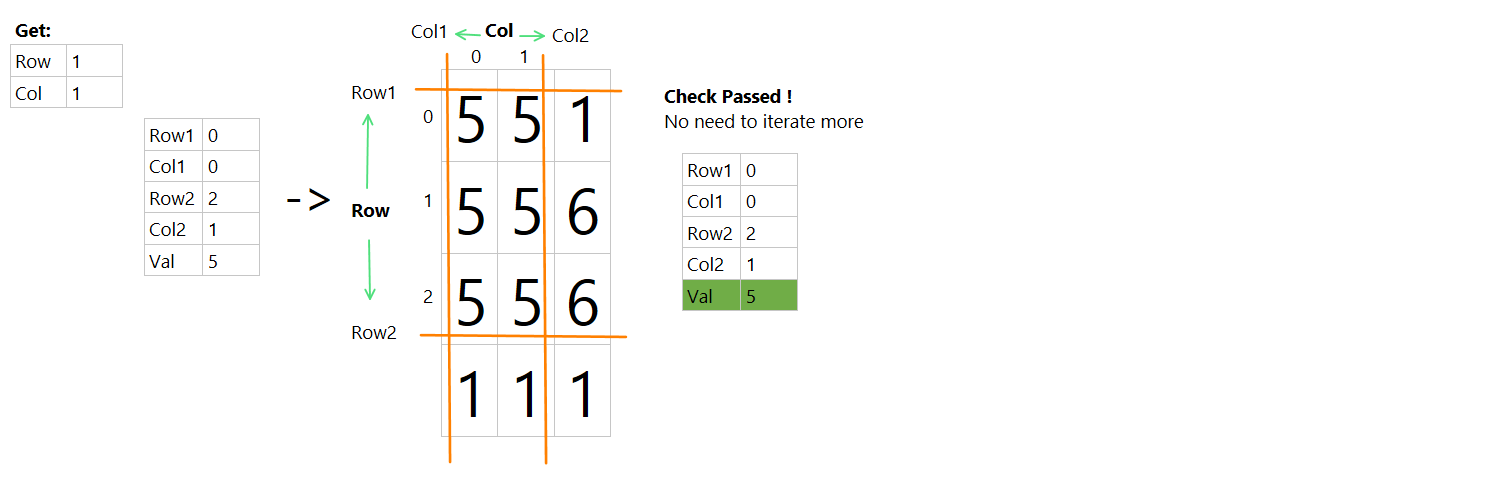 Get:
Row 1
Col 1
Row1 0
Col1 0
Row2 2
Col2 1
Val 5
->
Col1 Col Col2
0 1
Row1
Row
Row2
0 5 5 1
1 5 5 6
2 5 5 6
1 1 1
Check Passed !
No need to iterate more
Row1 0
Col1 0
Row2 2
Col2 1
Val 5